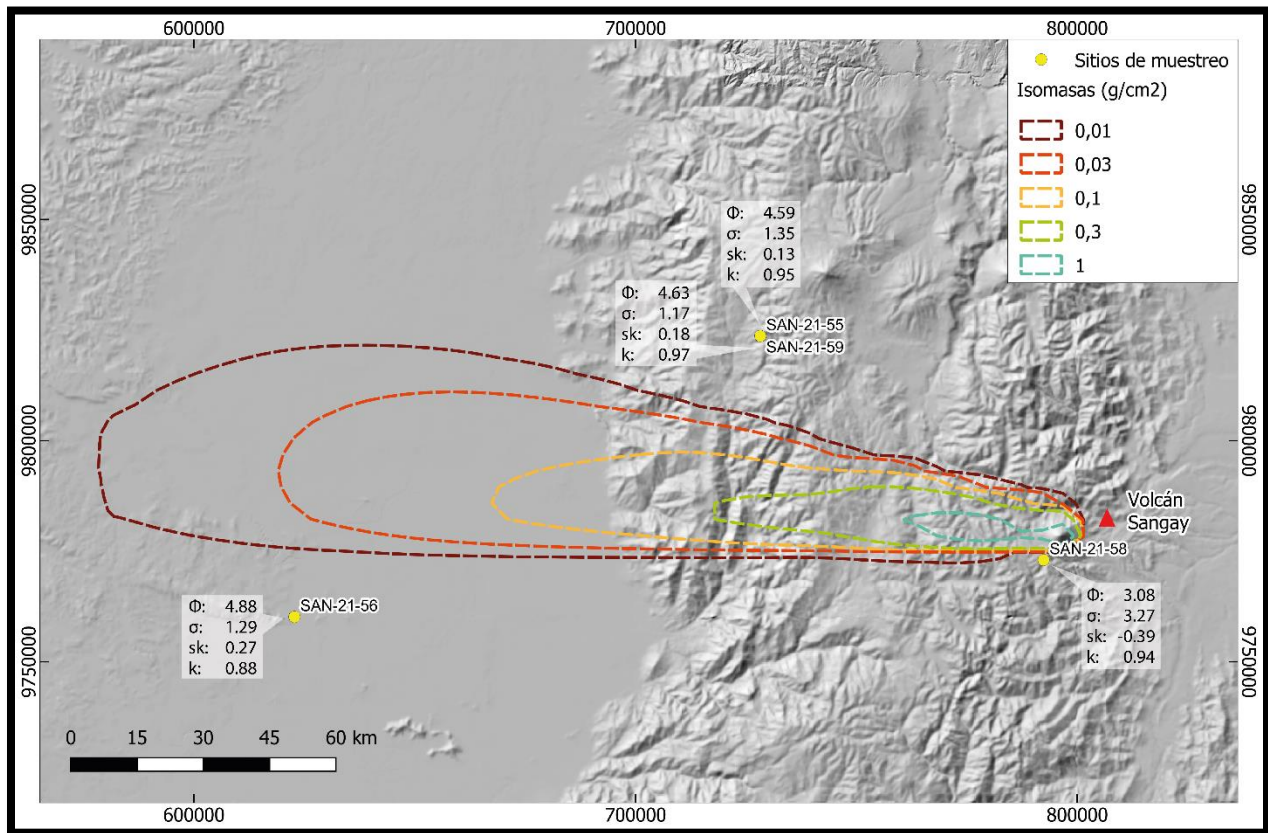 600000
700000
800000
Sitios de muestreo
Isomasas (g/cm2)
0,01
0,03
0,1
0,3
1
9850000
9850000
Φ: 4.59
σ: 1.35
sk: 0.13
k: 0.95
Φ: 4.63
σ: 1.17
sk: 0.18
k: 0.97
SAN-21-55
SAN-21-59
9800000
9800000
Volcán
Sangay
SAN-21-58
Φ: 3.08
σ: 3.27
sk: -0.39
k: 0.94
Φ: 4.88
σ: 1.29
sk: 0.27
k: 0.88
SAN-21-56
9750000
9750000
0 15 30 45 60 km
600000
700000
800000